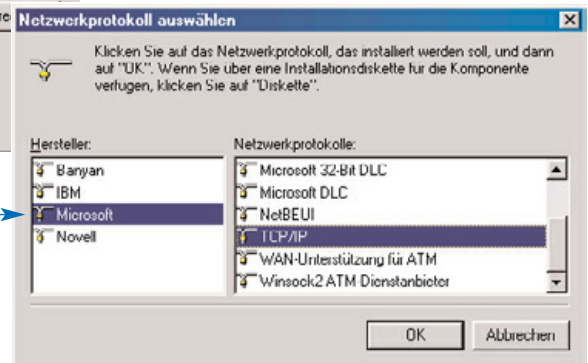 Netzwerkprotokoll auswählen
Klicken Sie auf das Netzwerkprotokoll, das installiert werden soll, und dann
auf "OK". Wenn Sie über eine Installationsdiskette für die Komponente
verfügen, klicken Sie auf "Diskette".
Hersteller:
Banyan
IBM
Microsoft
Novell
Netzwerkprotokolle:
Microsoft 32-Bit DLC
Microsoft DLC
NetBEUI
TCP/IP
WAN-Unterstützung für ATM
Winsock2 ATM-Dienstanbieter
OK
Abbrechen